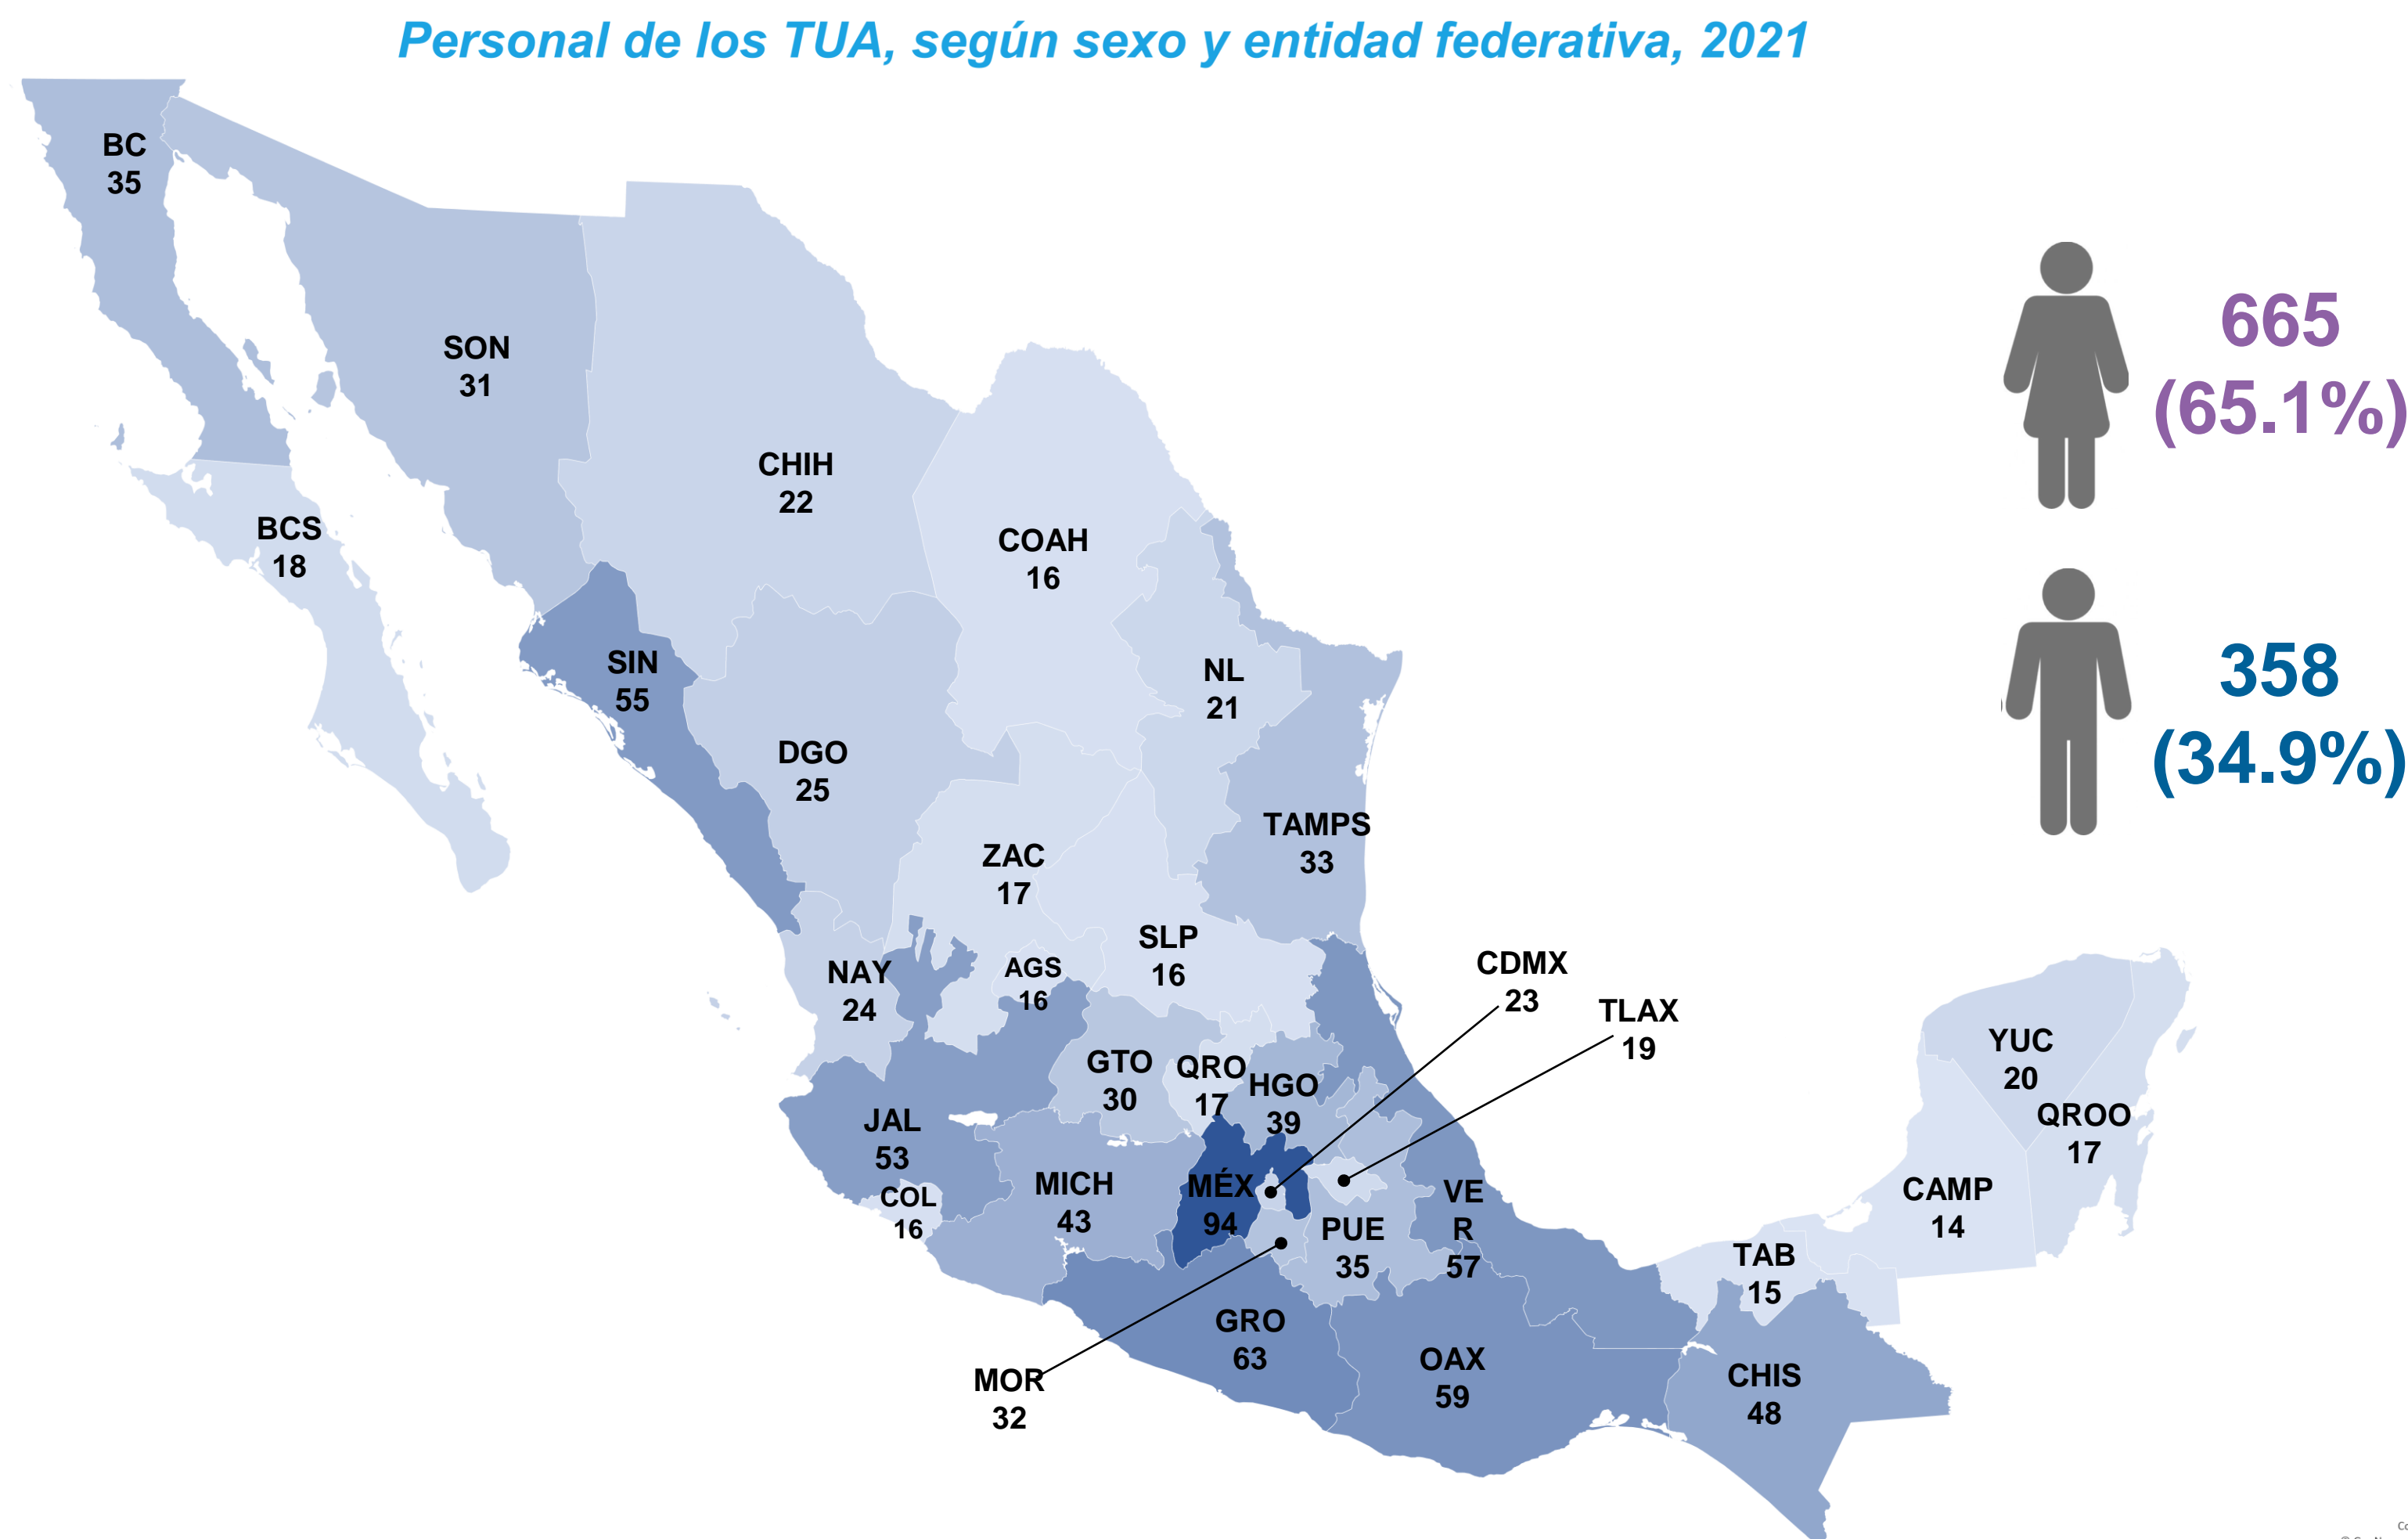 Personal de los TUA, según sexo y entidad federativa, 2021
BC
35
SON
31
CHIH
22
COAH
16
BCS
18
SIN
55
NL
21
DGO
25
TAMPS
33
ZAC
17
SLP
16
AGS
16
NAY
24
CDMX
23
TLAX
19
GTO
30
QRO
17
HGO
39
JAL
53
COL
16
MICH
43
MÉX
94
PUE
35
VE
R
57
GRO
63
MOR
32
OAX
59
CHIS
48
TAB
15
CAMP
14
YUC
20
QROO
17
665
(65.1%)
358
(34.9%)